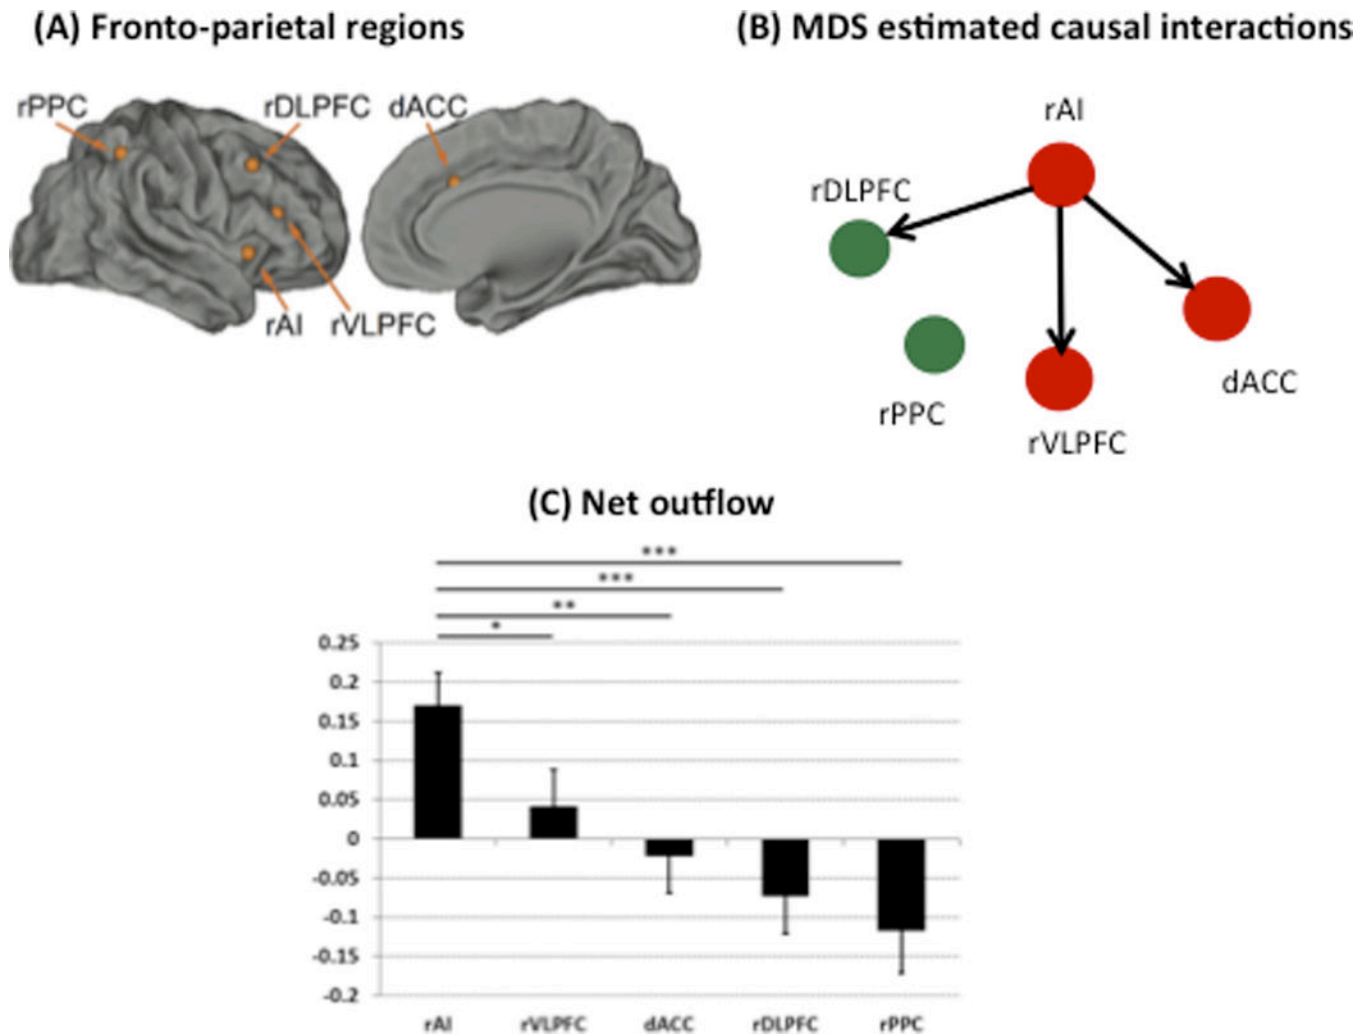 (A) Fronto-parietal regions
(B) MDS estimated causal interactions
rPPC
rDLPFC
dACC
rAI
rVLPFC
rAI
rDLPFC
rPPC
rVLPFC
dACC
(C) Net outflow
***
***
**
*
0.25
0.2
0.15
0.1
0.05
0
-0.05
-0.1
-0.15
-0.2
rAI rVLPFC dACC rDLPFC rPPC